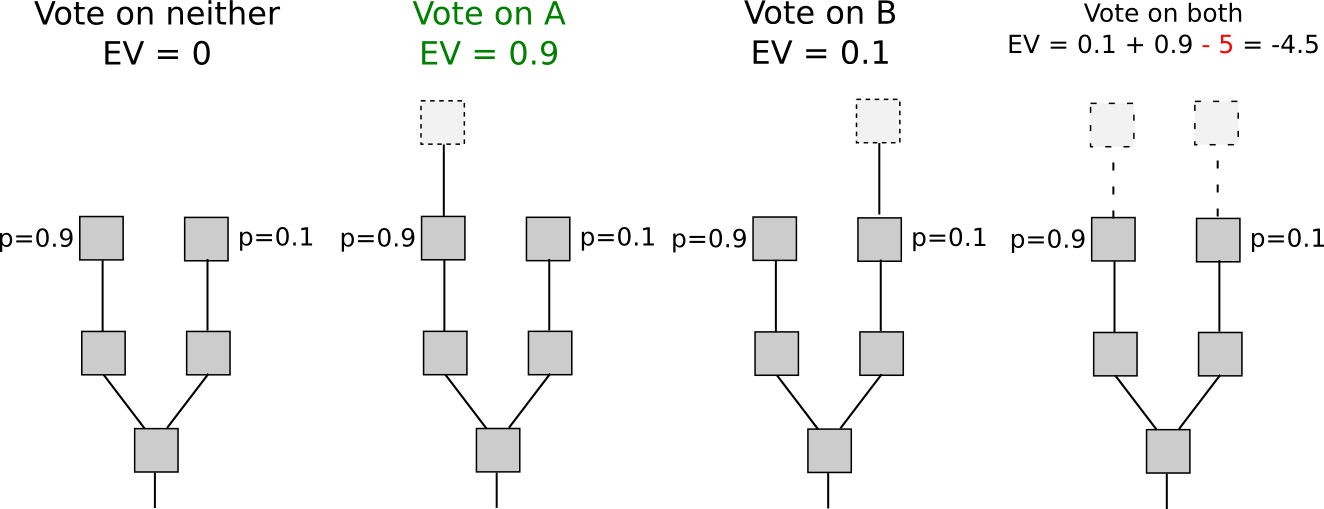 Vote on neither
EV = 0
Vote on A
EV = 0.9
Vote on B
EV = 0.1
Vote on both
EV = 0.1 + 0.9 - 5 = -4.5
p=0.9
p=0.1
p=0.9
p=0.1
p=0.9
p=0.1
p=0.9
p=0.1